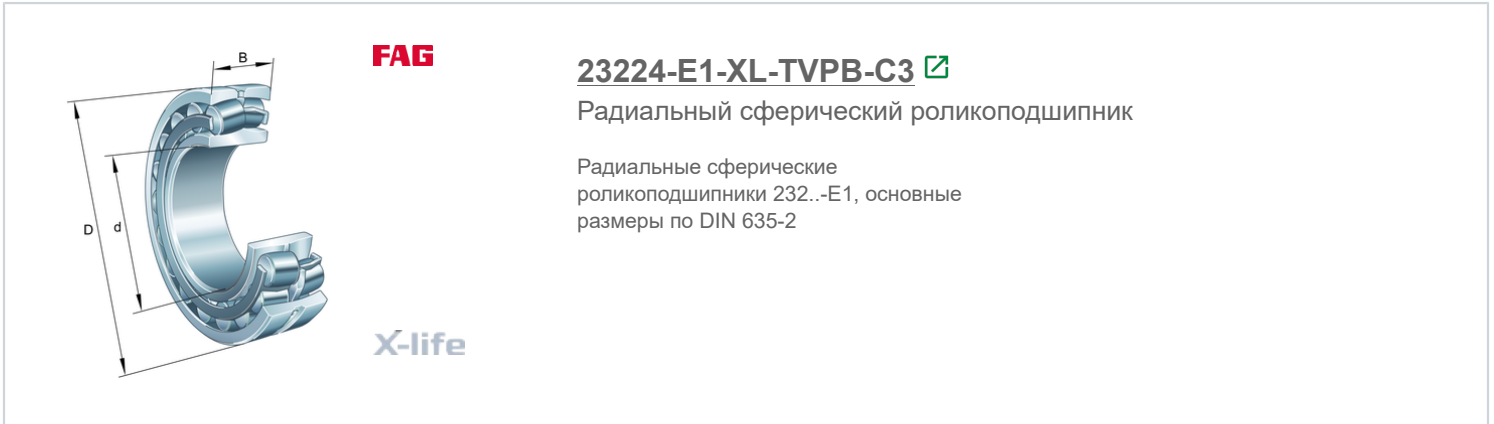 B
D
d
FAG
X-life
23224-E1-XL-TVPB-C3
Радиальный сферический роликоподшипник
Радиальные сферические
роликоподшипники 232..-E1, основные
размеры по DIN 635-2